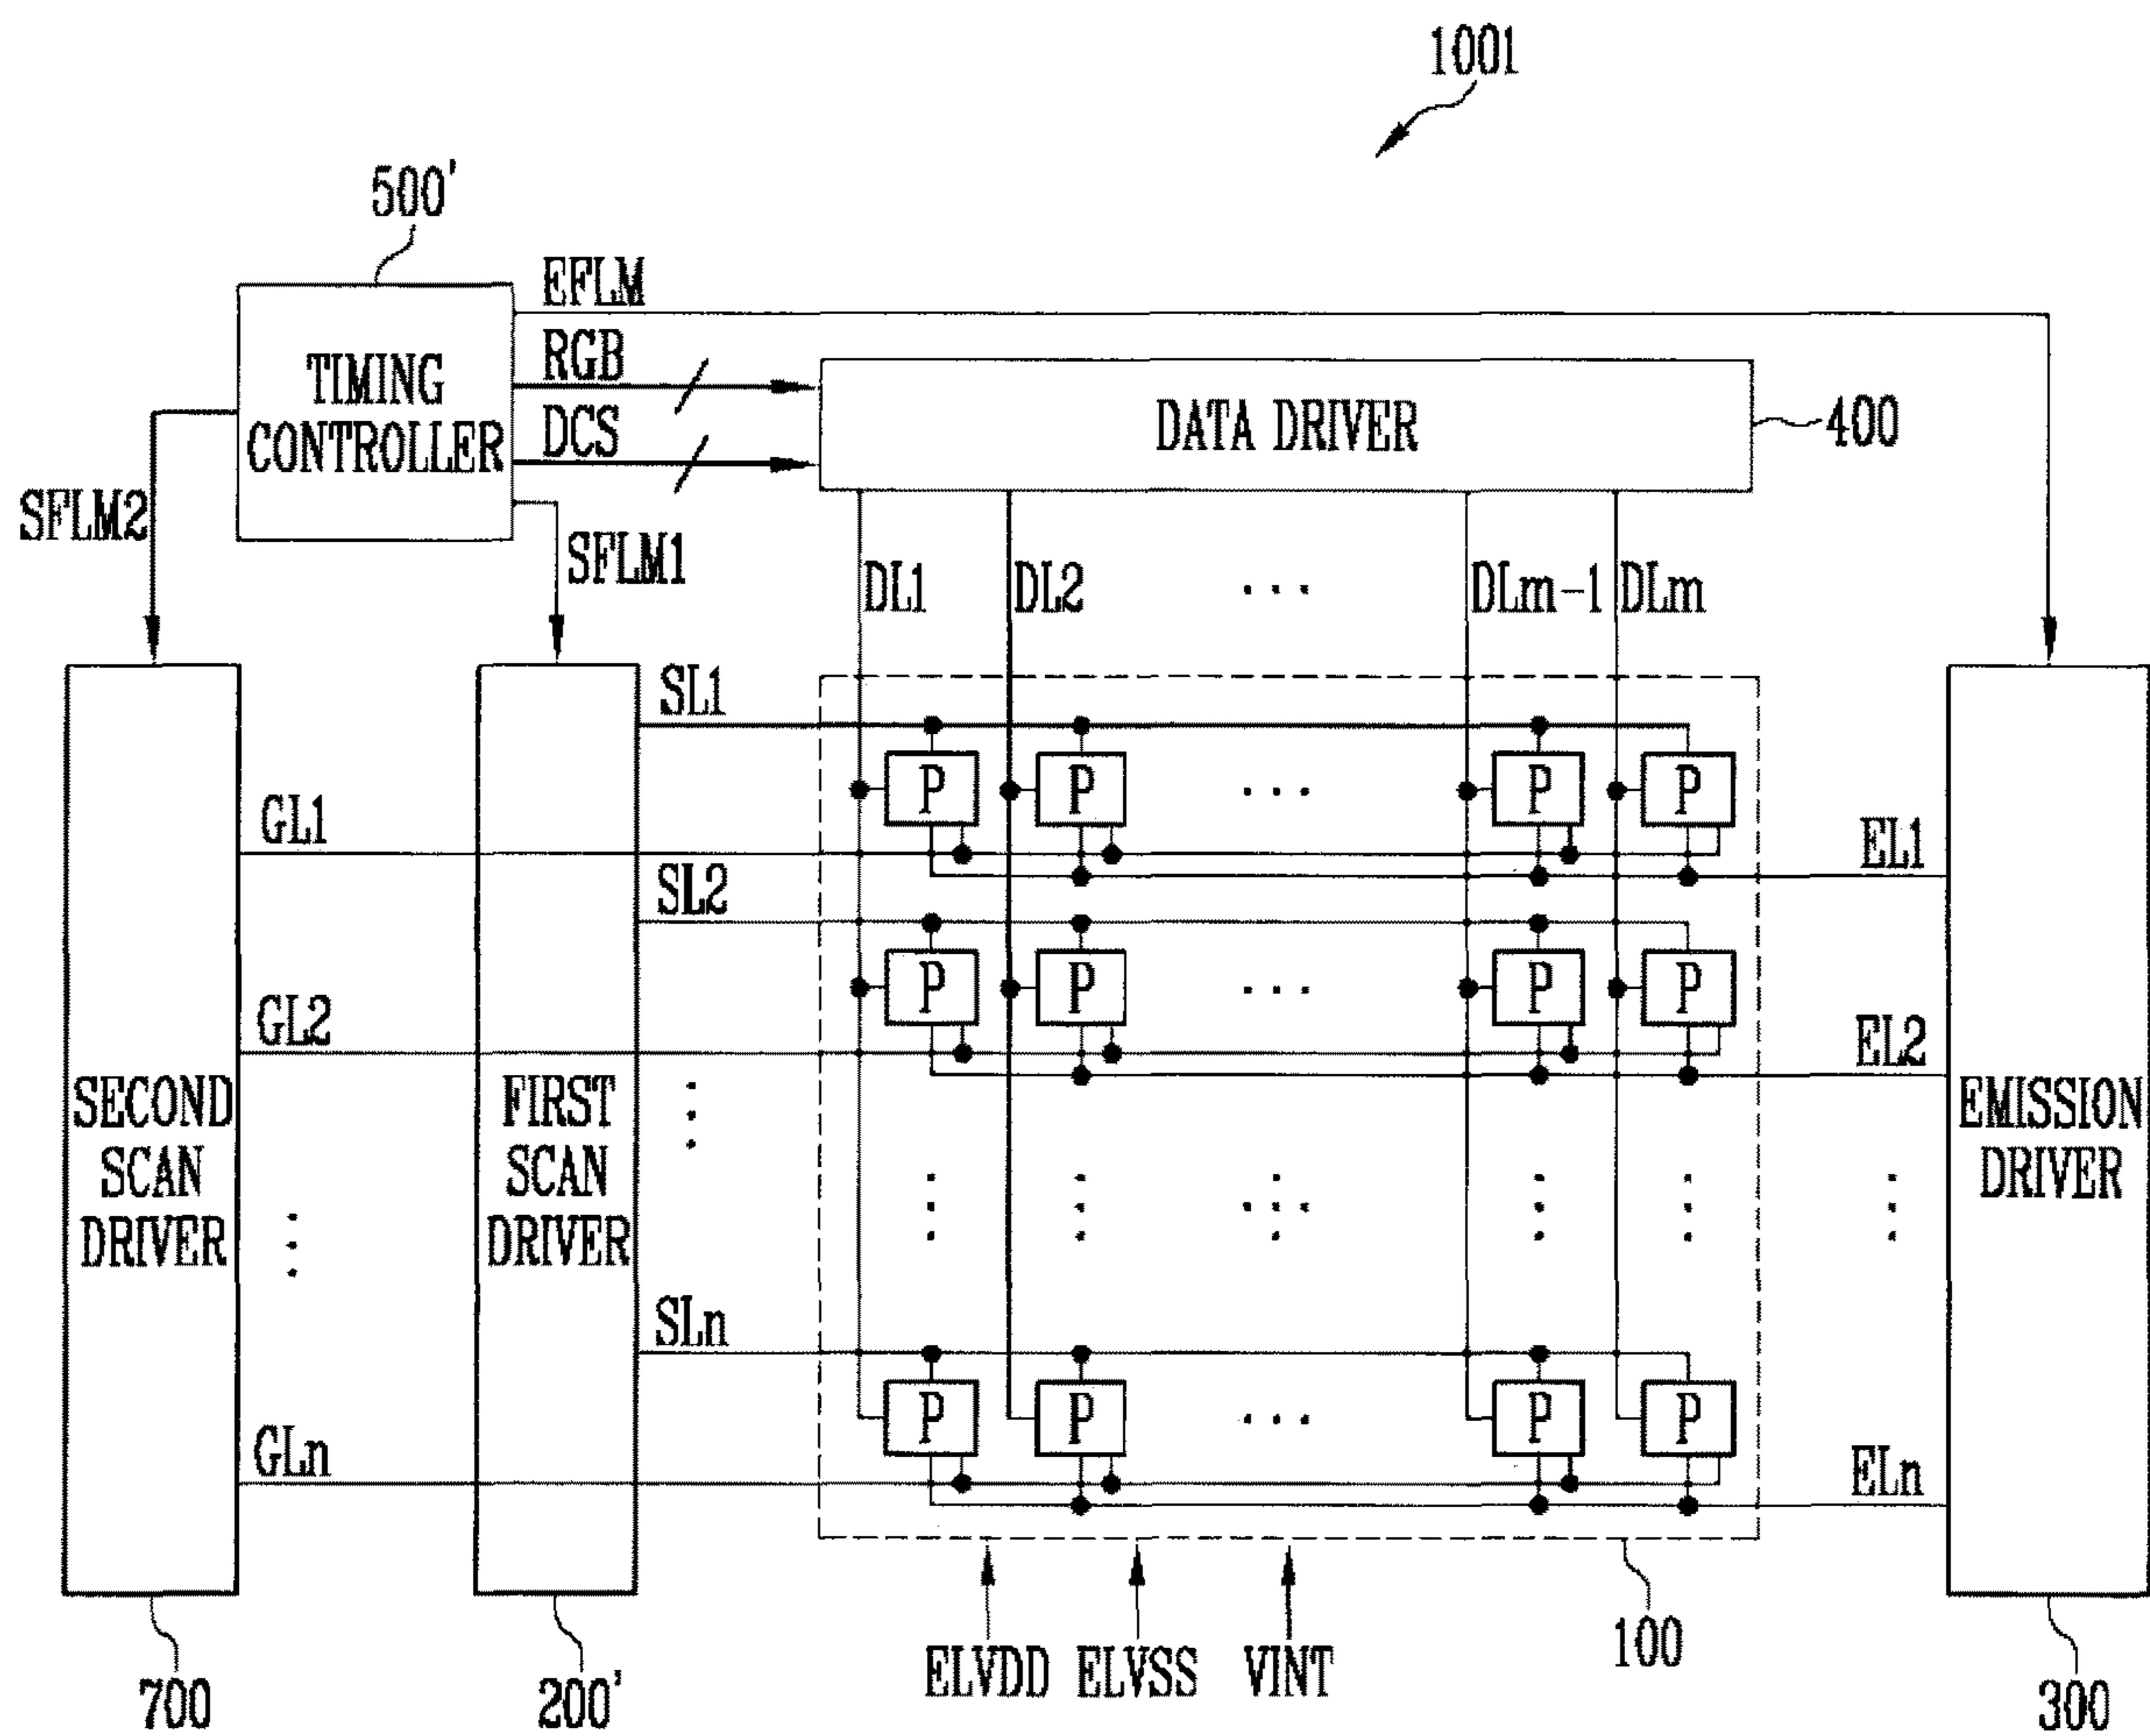 1001
500'
EFLM
RGB
DCS
TIMING
CONTROLLER
DATA DRIVER
400
SFLM2
SFLM1
DL1
DL2
...
DLm-1
DLm
SL1
P
P
...
P
P
GL1
EL1
SL2
P
P
...
P
P
GL2
EL2
SECOND
SCAN
DRIVER
FIRST
SCAN
DRIVER
EMISSION
DRIVER
SLn
P
P
...
P
P
GLn
ELn
ELVDD
ELVSS
VINT
100
700
200'
300